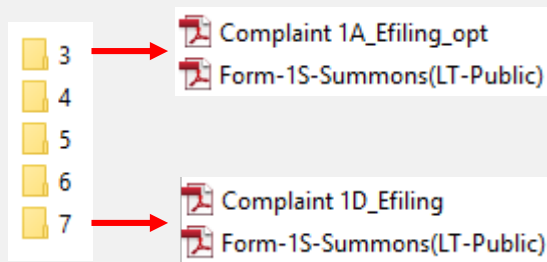 3
4
5
6
7
Complaint 1A_Efiling_opt
Form-1S-Summons(LT-Public)
Complaint 1D_Efiling
Form-1S-Summons(LT-Public)